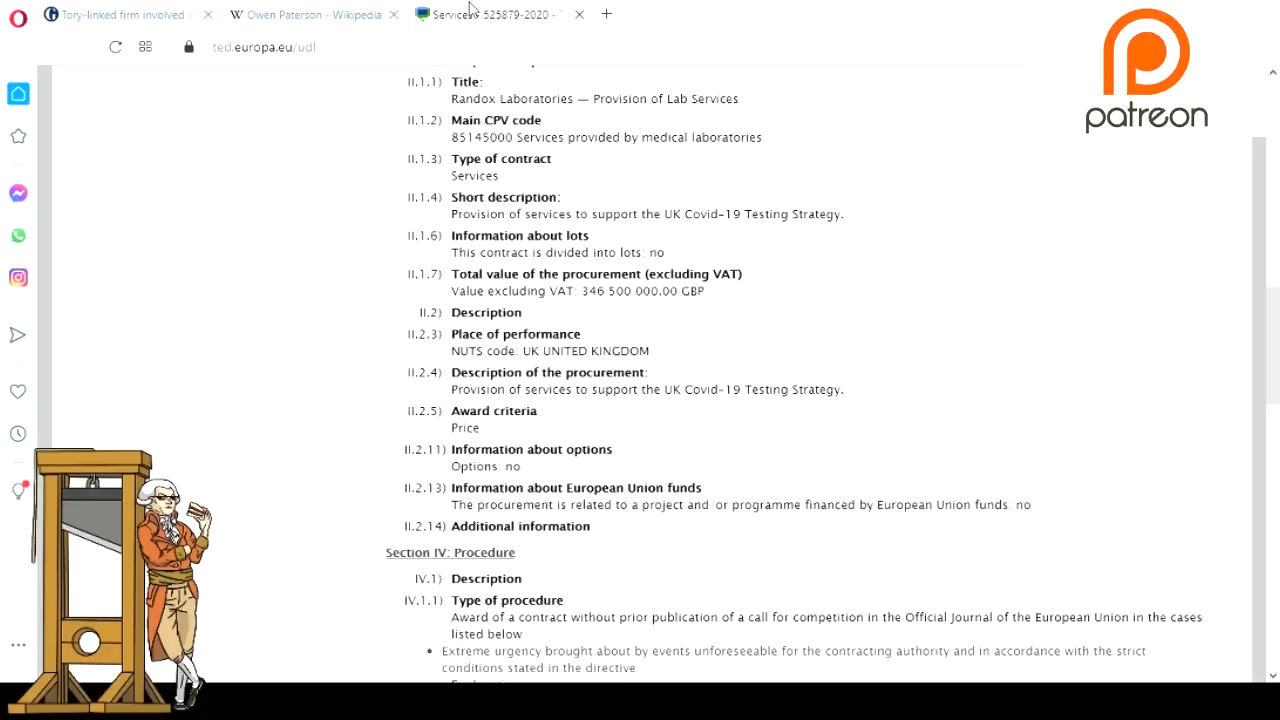 Tory-linked firm involved
Owen Paterson - Wikipedia
Services 525879-2020 -
ted.europa.eu/udl
patreon
II.1.1) Title:
Randox Laboratories — Provision of Lab Services
II.1.2) Main CPV code
85145000 Services provided by medical laboratories
II.1.3) Type of contract
Services
II.1.4) Short description:
Provision of services to support the UK Covid-19 Testing Strategy.
II.1.6) Information about lots
This contract is divided into lots: no
II.1.7) Total value of the procurement (excluding VAT)
Value excluding VAT: 346 500 000.00 GBP
II.2) Description
II.2.3) Place of performance
NUTS code: UK UNITED KINGDOM
II.2.4) Description of the procurement:
Provision of services to support the UK Covid-19 Testing Strategy.
II.2.5) Award criteria
Price
II.2.11) Information about options
Options: no
II.2.13) Information about European Union funds
The procurement is related to a project and/or programme financed by European Union funds: no
II.2.14) Additional information
Section IV: Procedure
IV.1) Description
IV.1.1) Type of procedure
Award of a contract without prior publication of a call for competition in the Official Journal of the European Union in the cases
listed below
• Extreme urgency brought about by events unforeseeable for the contracting authority and in accordance with the strict
conditions stated in the directive